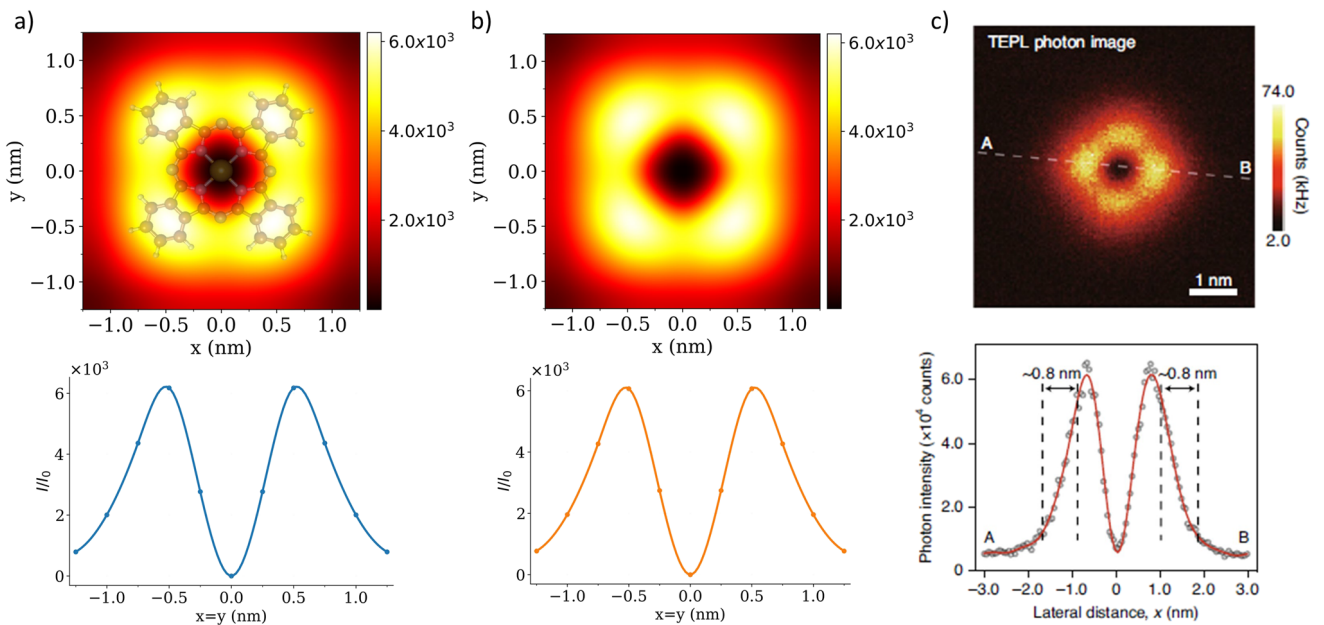 a)
y (nm)
1.0
0.5
0.0
−0.5
−1.0
−1.0 −0.5 0.0 0.5 1.0
x (nm)
6.0x10³
4.0x10³
2.0x10³
×10³
I/I₀
6
4
2
0
−1.0 −0.5 0.0 0.5 1.0
x=y (nm)
b)
y (nm)
1.0
0.5
0.0
−0.5
−1.0
−1.0 −0.5 0.0 0.5 1.0
x (nm)
6.0x10³
4.0x10³
2.0x10³
×10³
I/I₀
6
4
2
0
−1.0 −0.5 0.0 0.5 1.0
x=y (nm)
c)
TEPL photon image
A
B
1 nm
74.0
Counts (kHz)
2.0
Photon intensity (×10⁴ counts)
6.0
4.0
2.0
0
~0.8 nm ~0.8 nm
A B
−3.0 −2.0 −1.0 0 1.0 2.0 3.0
Lateral distance, x (nm)